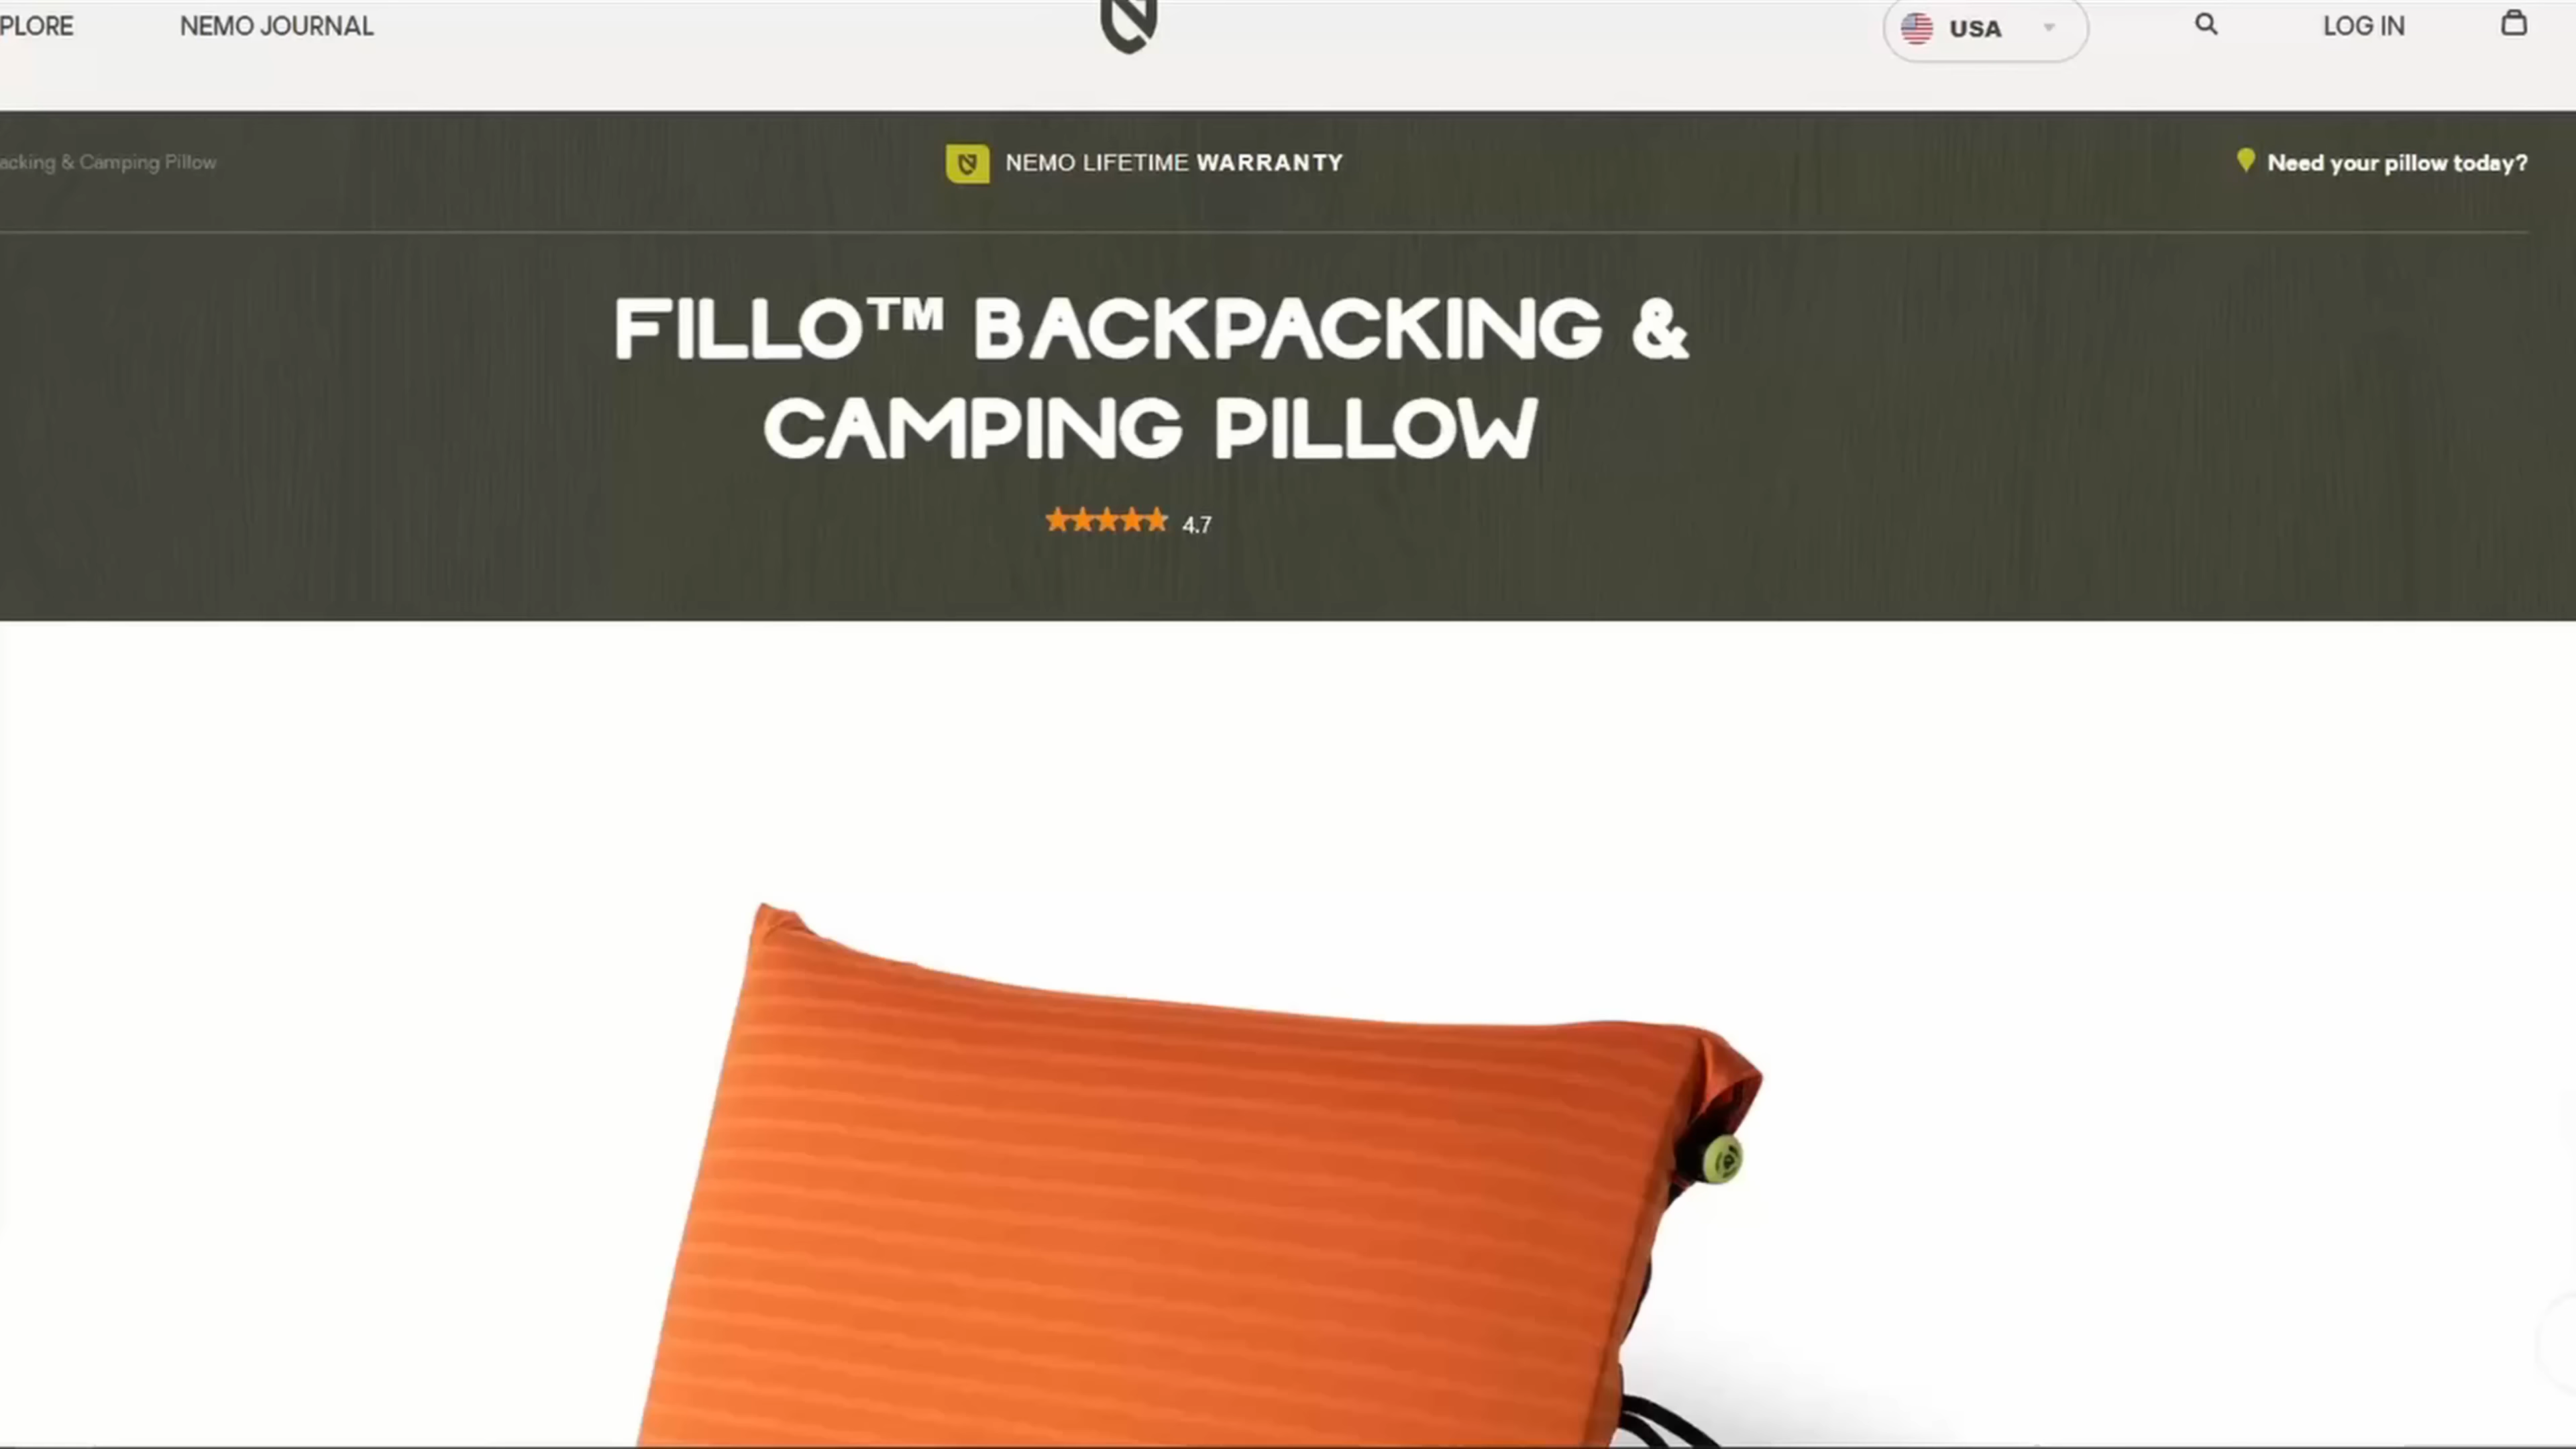 PLORE
NEMO JOURNAL
USA
LOG IN
acking & Camping Pillow
NEMO LIFETIME WARRANTY
Need your pillow today?
FILLO™ BACKPACKING &
CAMPING PILLOW
4.7